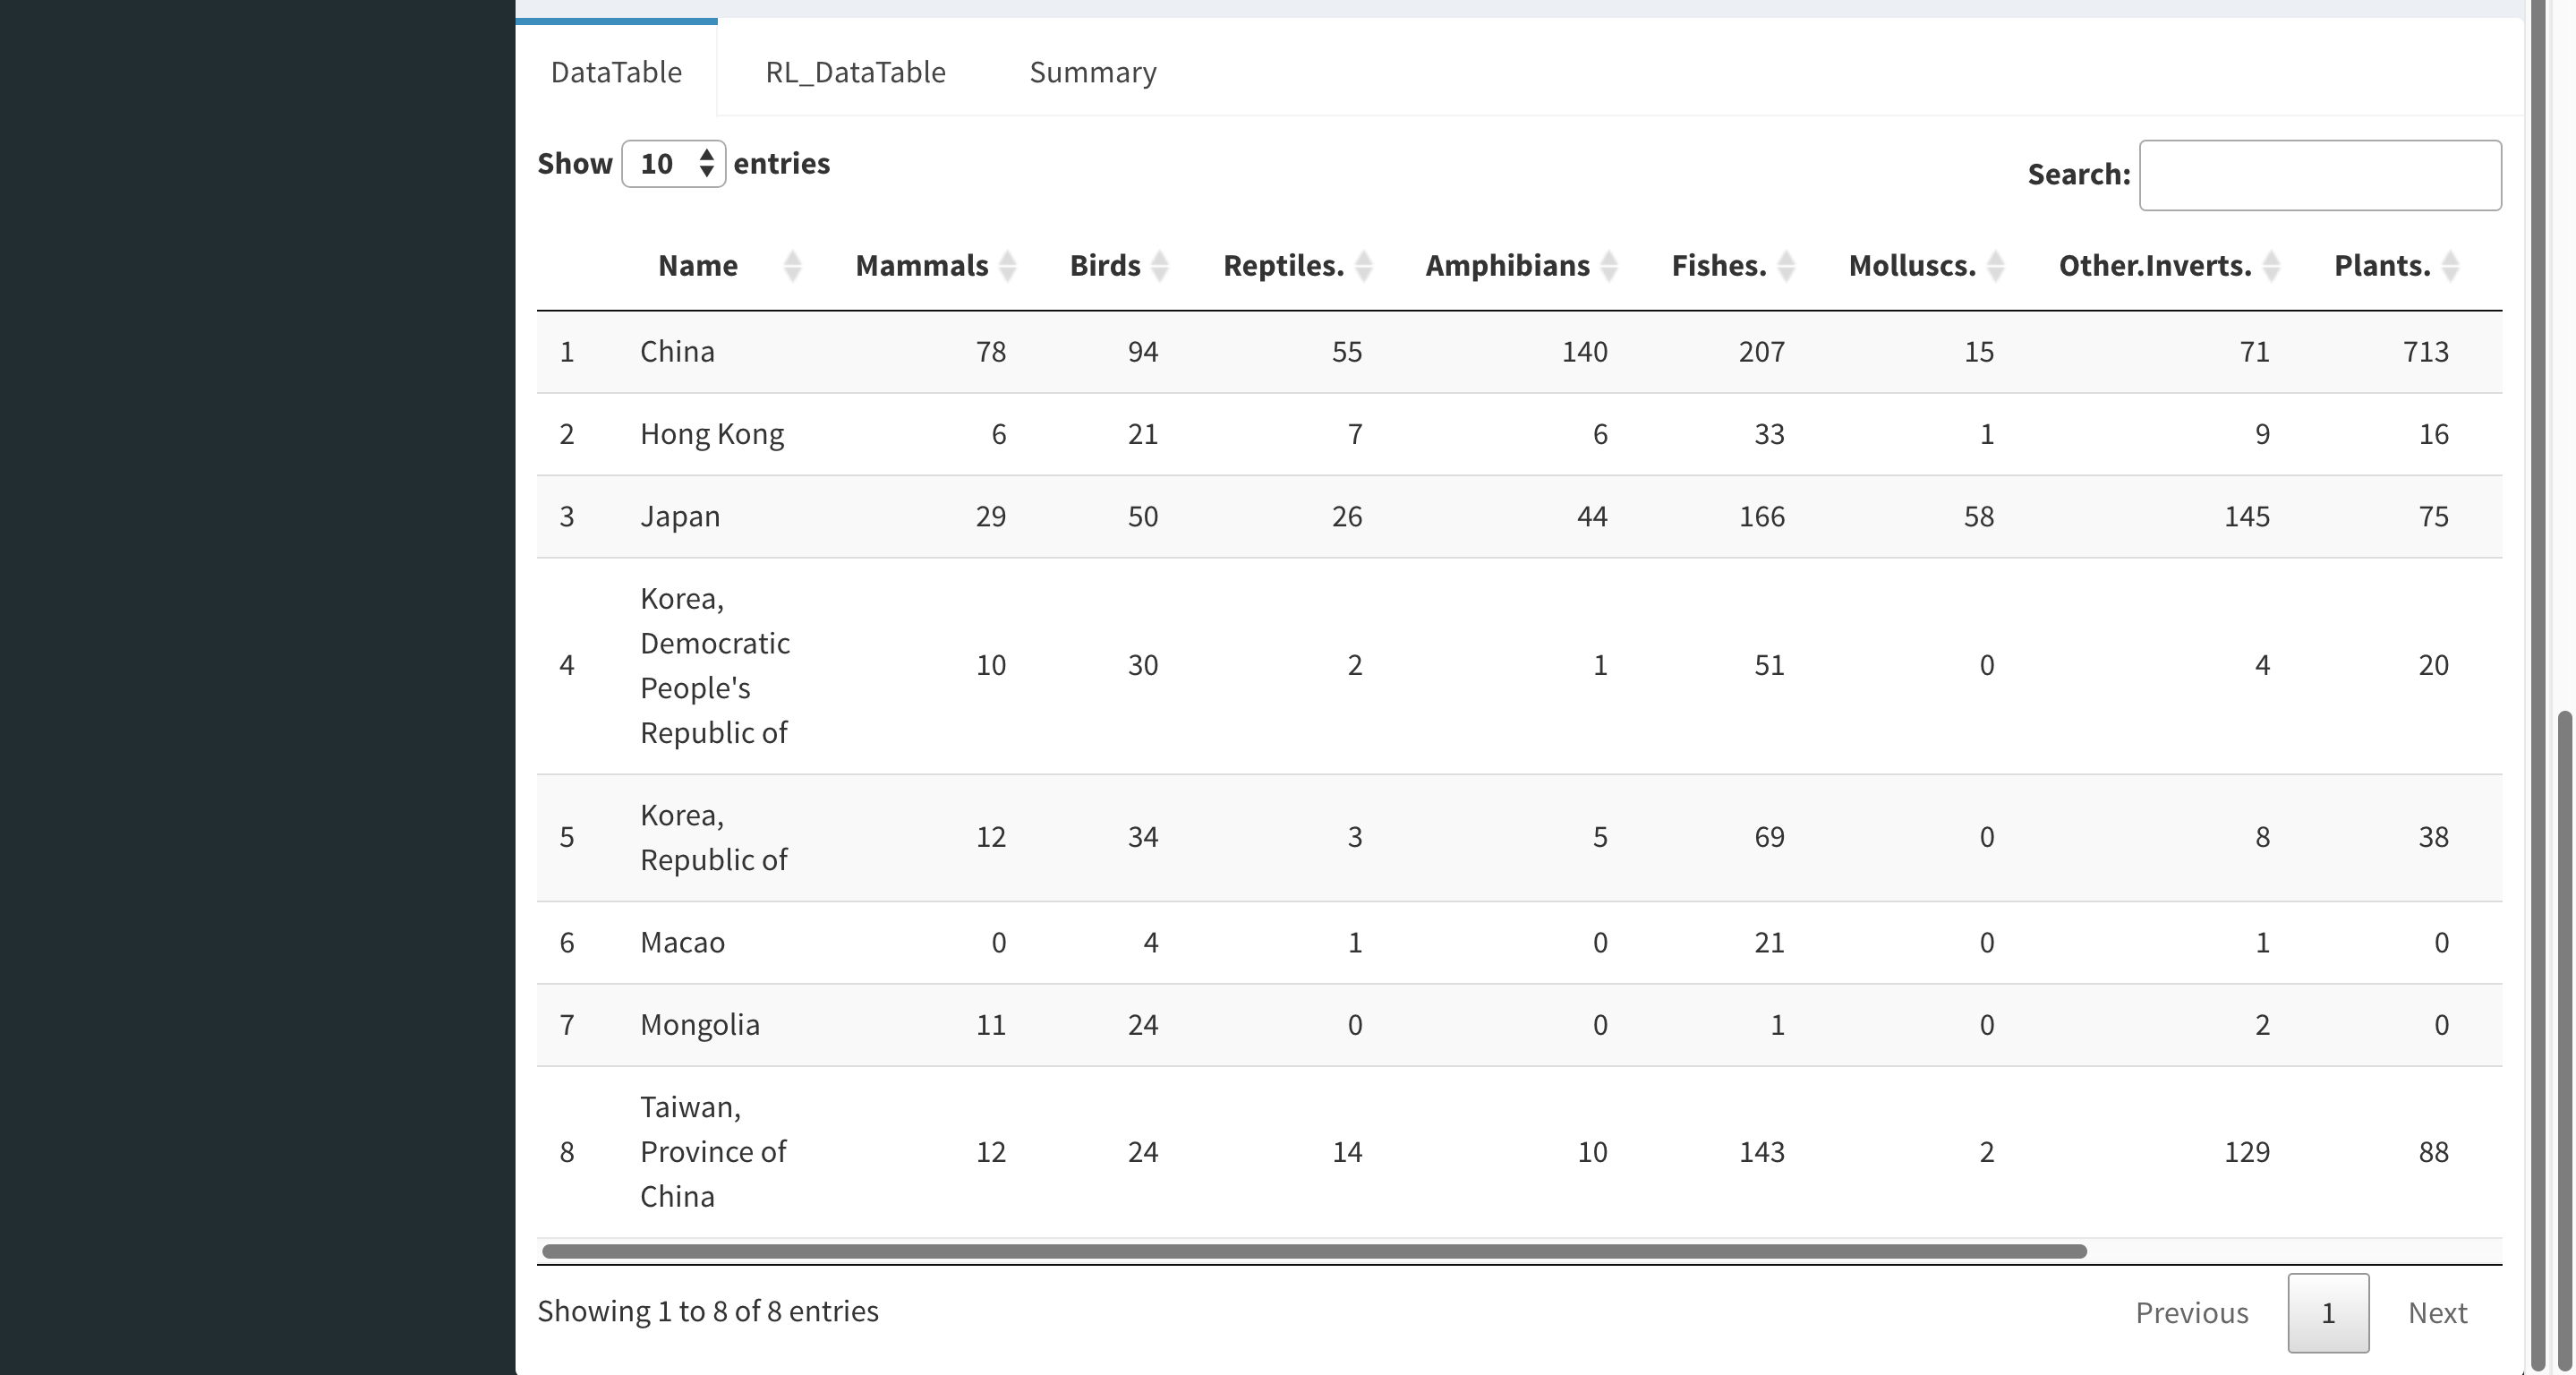 DataTable RL_DataTable Summary
Show 10 entries Search:
Name Mammals Birds Reptiles. Amphibians Fishes. Molluscs. Other.Inverts. Plants.
1 China 78 94 55 140 207 15 71 713
2 Hong Kong 6 21 7 6 33 1 9 16
3 Japan 29 50 26 44 166 58 145 75
Korea,
Democratic
4 People's 10 30 2 1 51 0 4 20
Republic of
Korea,
5 Republic of 12 34 3 5 69 0 8 38
6 Macao 0 4 1 0 21 0 1 0
7 Mongolia 11 24 0 0 1 0 2 0
Taiwan,
8 Province of 12 24 14 10 143 2 129 88
China
Showing 1 to 8 of 8 entries Previous 1 Next